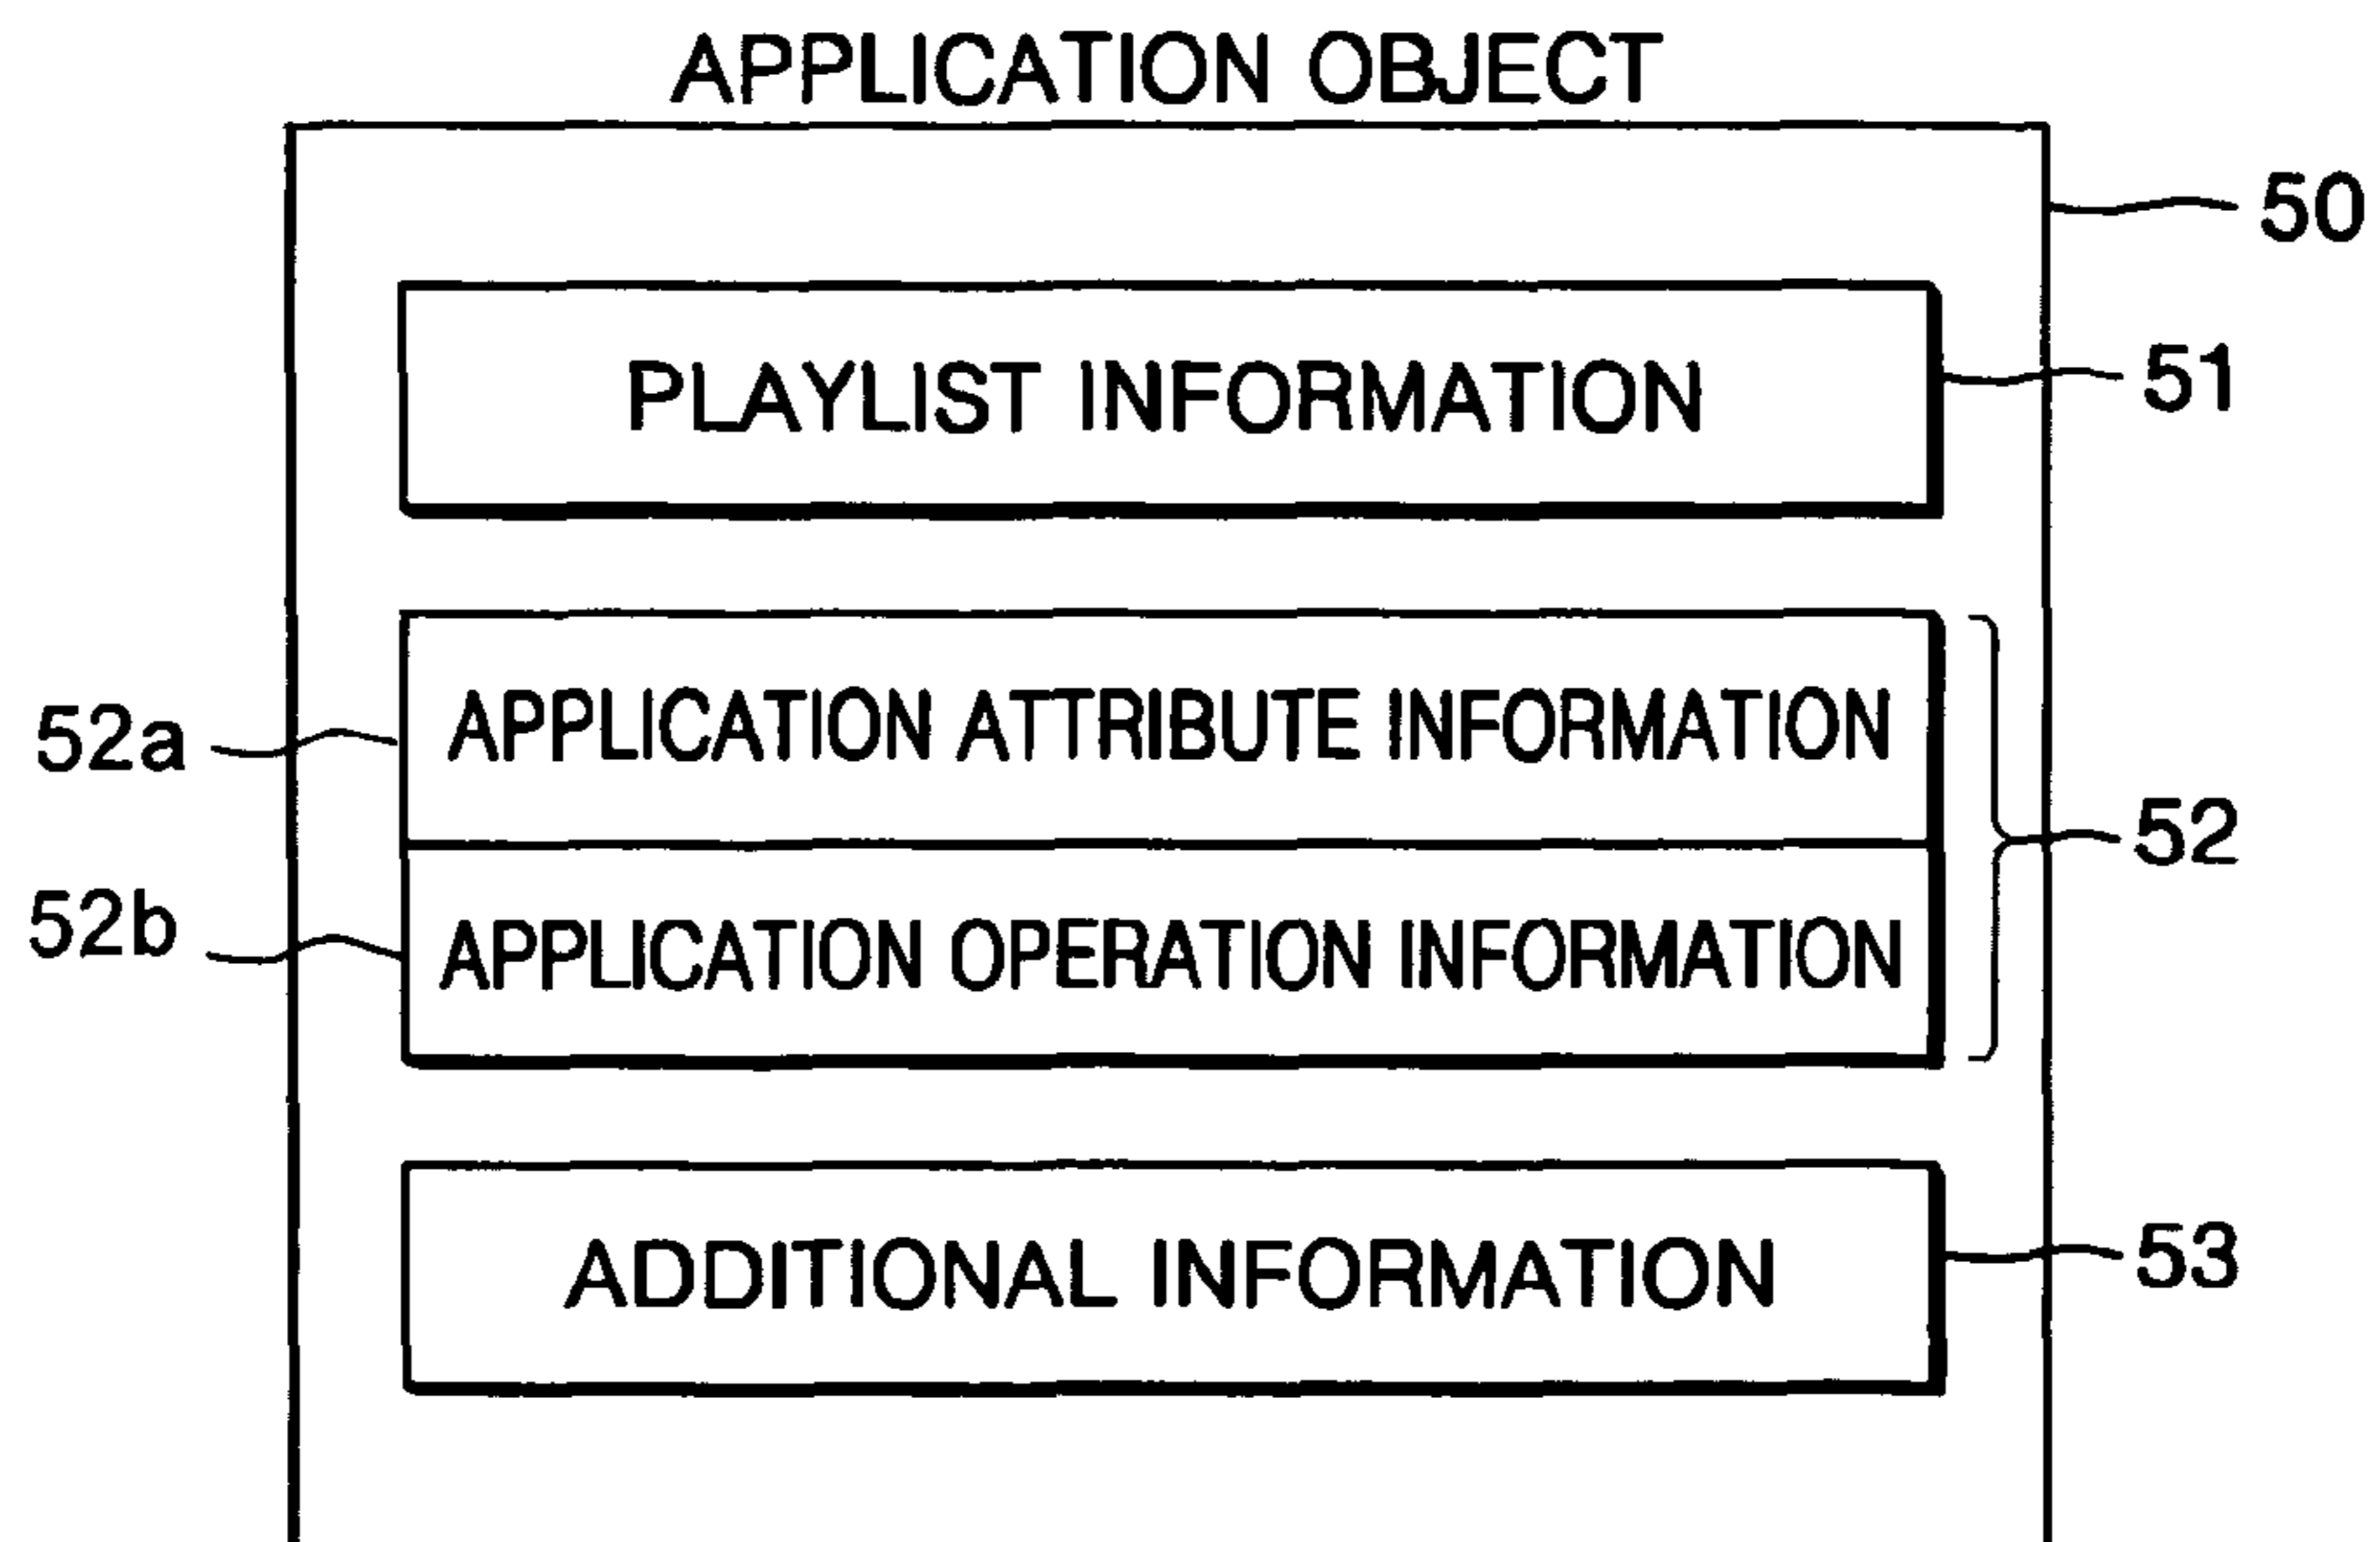 APPLICATION OBJECT
50
PLAYLIST INFORMATION
51
52a
APPLICATION ATTRIBUTE INFORMATION
52
52b
APPLICATION OPERATION INFORMATION
ADDITIONAL INFORMATION
53